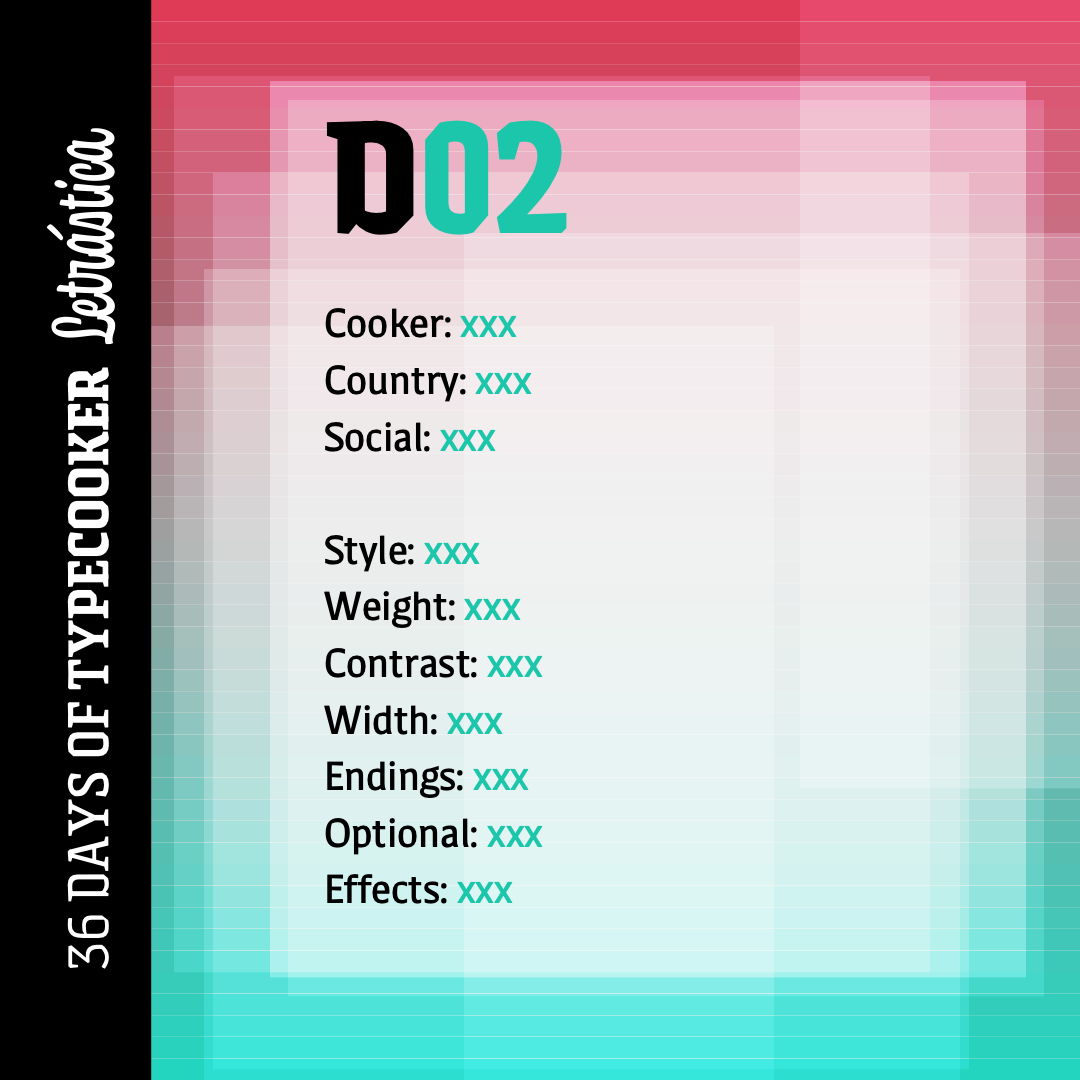 36 DAYS OF TYPECOOKER Letrástica
D02
Cooker: xxx
Country: xxx
Social: xxx
Style: xxx
Weight: xxx
Contrast: xxx
Width: xxx
Endings: xxx
Optional: xxx
Effects: xxx